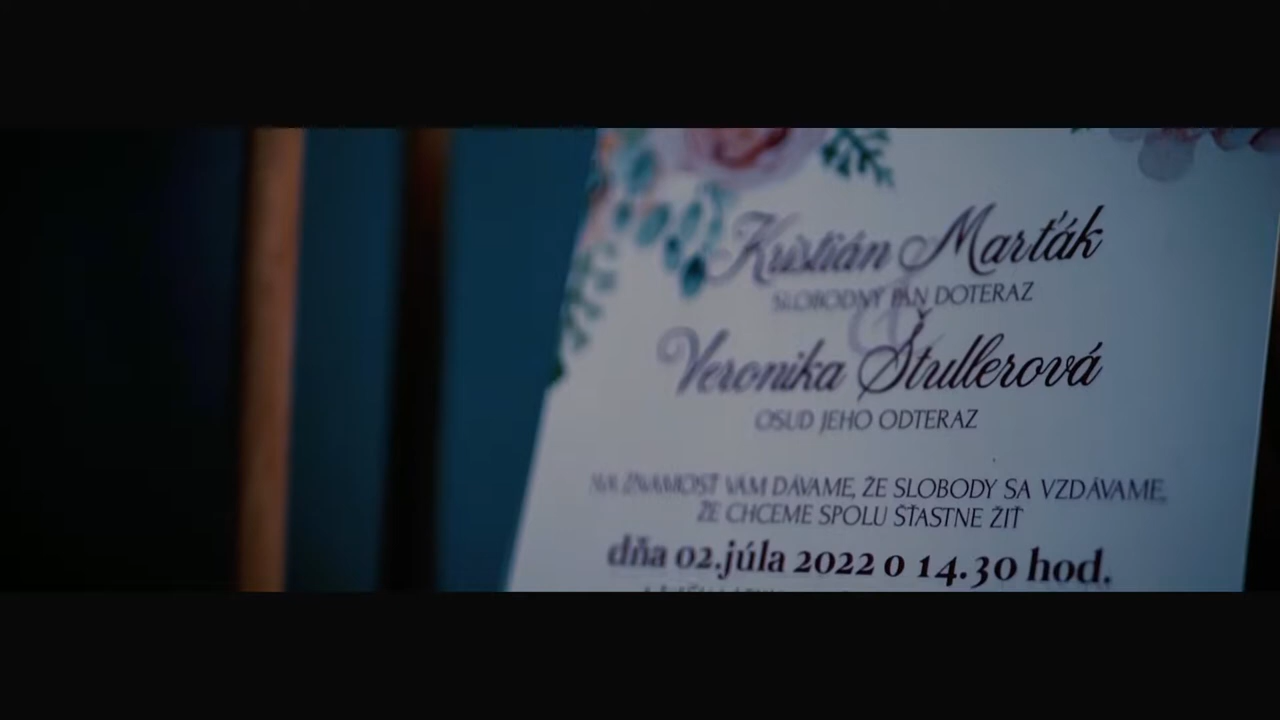 Kristián Marťák
SLOBODNÝ PÁN DOTERAZ
&
Veronika Štullerová
OSUD JEHO ODTERAZ
NA ZNÁMOSŤ VÁM DÁVAME, ŽE SLOBODY SA VZDÁVAME,
ŽE CHCEME SPOLU ŠŤASTNE ŽIŤ
dňa 02.júla 2022 o 14.30 hod.